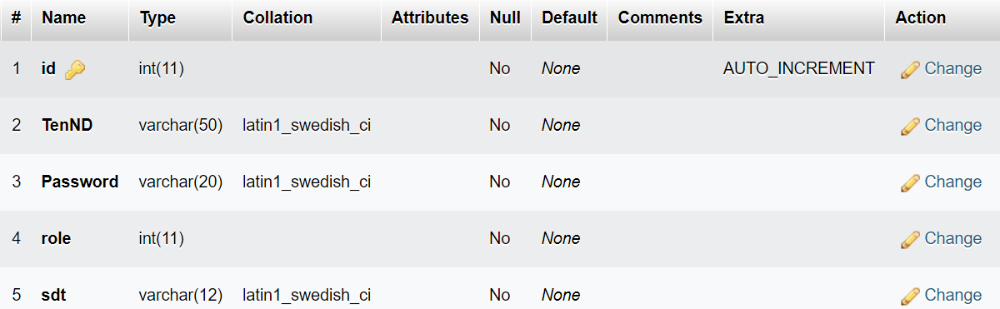 # Name Type Collation Attributes Null Default Comments Extra Action
1 id int(11) No None AUTO_INCREMENT Change
2 TenND varchar(50) latin1_swedish_ci No None Change
3 Password varchar(20) latin1_swedish_ci No None Change
4 role int(11) No None Change
5 sdt varchar(12) latin1_swedish_ci No None Change